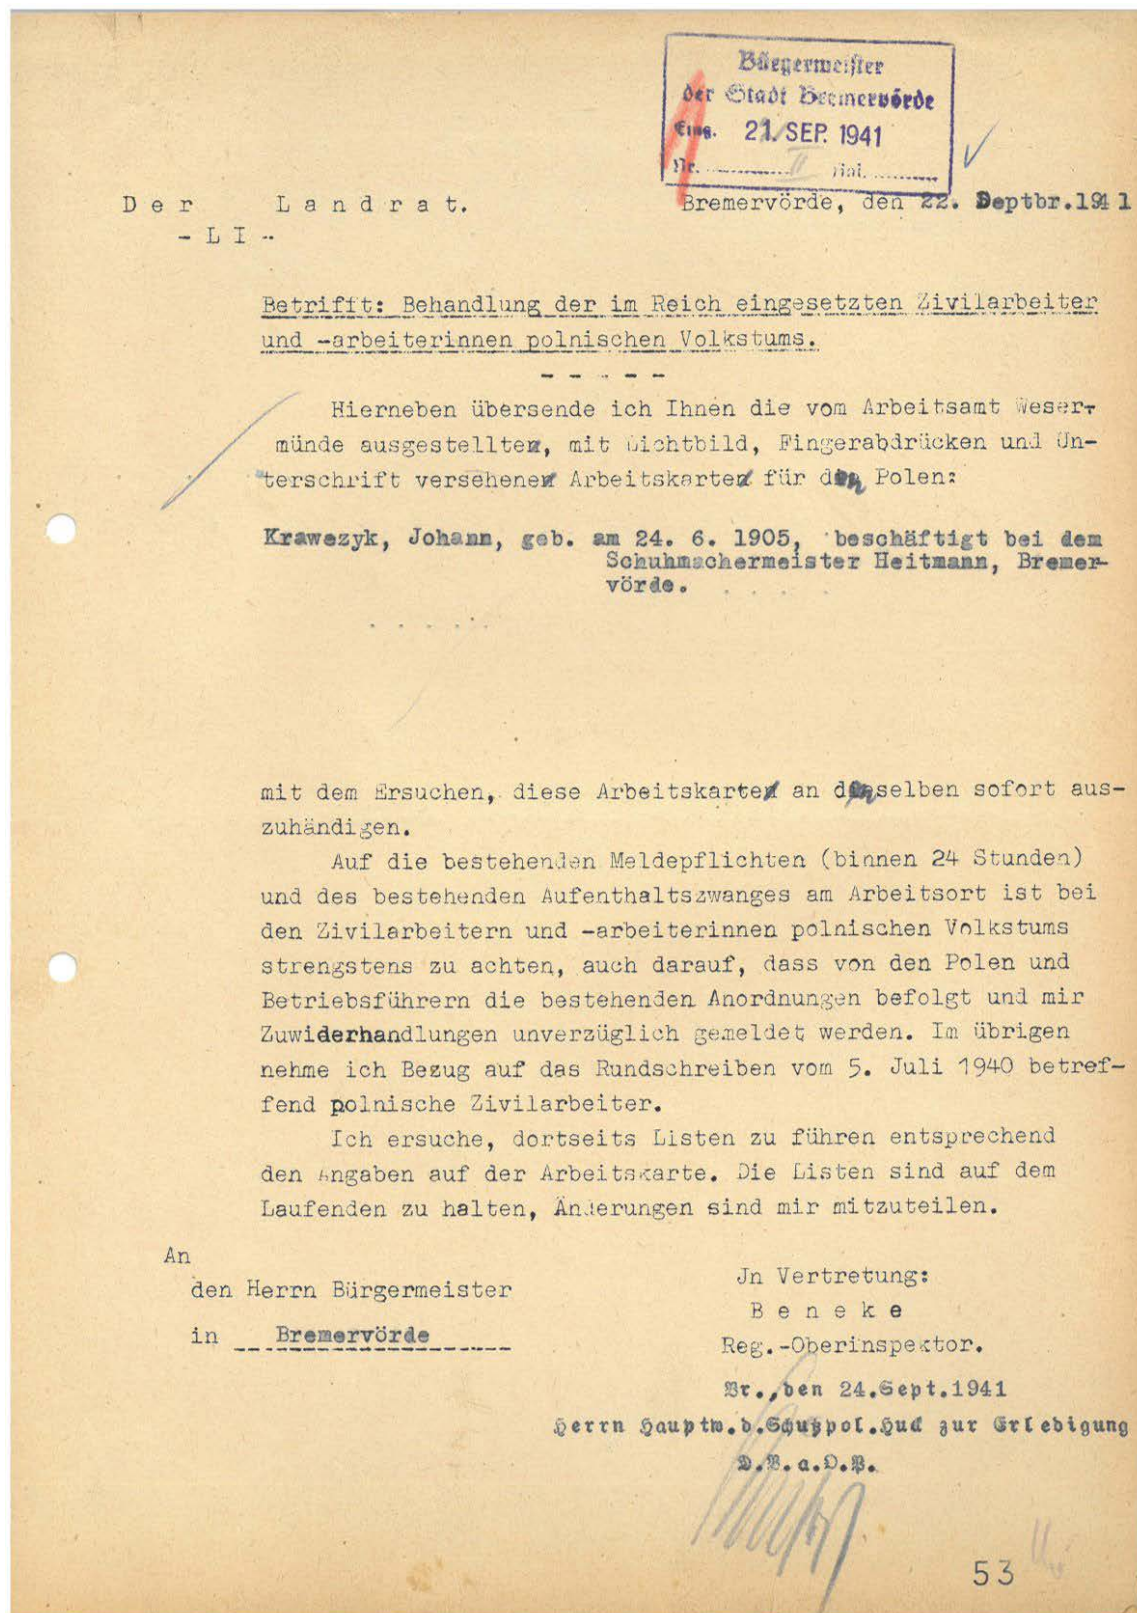 Bürgermeister
der Stadt Bremervörde
Eing. 21. SEP. 1941
Nr. II
Der Landrat.
- L I -
Bremervörde, den 22. Septbr. 1941
Betrifft: Behandlung der im Reich eingesetzten Zivilarbeiter
und -arbeiterinnen polnischen Volkstums.
- - - - -
Hierneben übersende ich Ihnen die vom Arbeitsamt Weser-
münde ausgestellten, mit Lichtbild, Fingerabdrücken und Un-
terschrift versehenen Arbeitskarten für den Polen:
Krawezyk, Johann, geb. am 24. 6. 1905, beschäftigt bei dem
Schuhmachermeister Heitmann, Bremer-
vörde.
mit dem Ersuchen, diese Arbeitskarten an denselben sofort aus-
zuhändigen.
Auf die bestehenden Meldepflichten (binnen 24 Stunden)
und des bestehenden Aufenthaltszwanges am Arbeitsort ist bei
den Zivilarbeitern und -arbeiterinnen polnischen Volkstums
strengstens zu achten, auch darauf, dass von den Polen und
Betriebsführern die bestehenden Anordnungen befolgt und mir
Zuwiderhandlungen unverzüglich gemeldet werden. Im übrigen
nehme ich Bezug auf das Rundschreiben vom 5. Juli 1940 betref-
fend polnische Zivilarbeiter.
Ich ersuche, dortseits Listen zu führen entsprechend
den Angaben auf der Arbeitskarte. Die Listen sind auf dem
Laufenden zu halten, Änderungen sind mir mitzuteilen.
An
den Herrn Bürgermeister
in Bremervörde
Jn Vertretung:
Beneke
Reg.-Oberinspektor.
Br., den 24.Sept.1941
Herrn Hauptm.d.Schutzpol.Huck zur Erledigung
D.B.a.O.P.
53